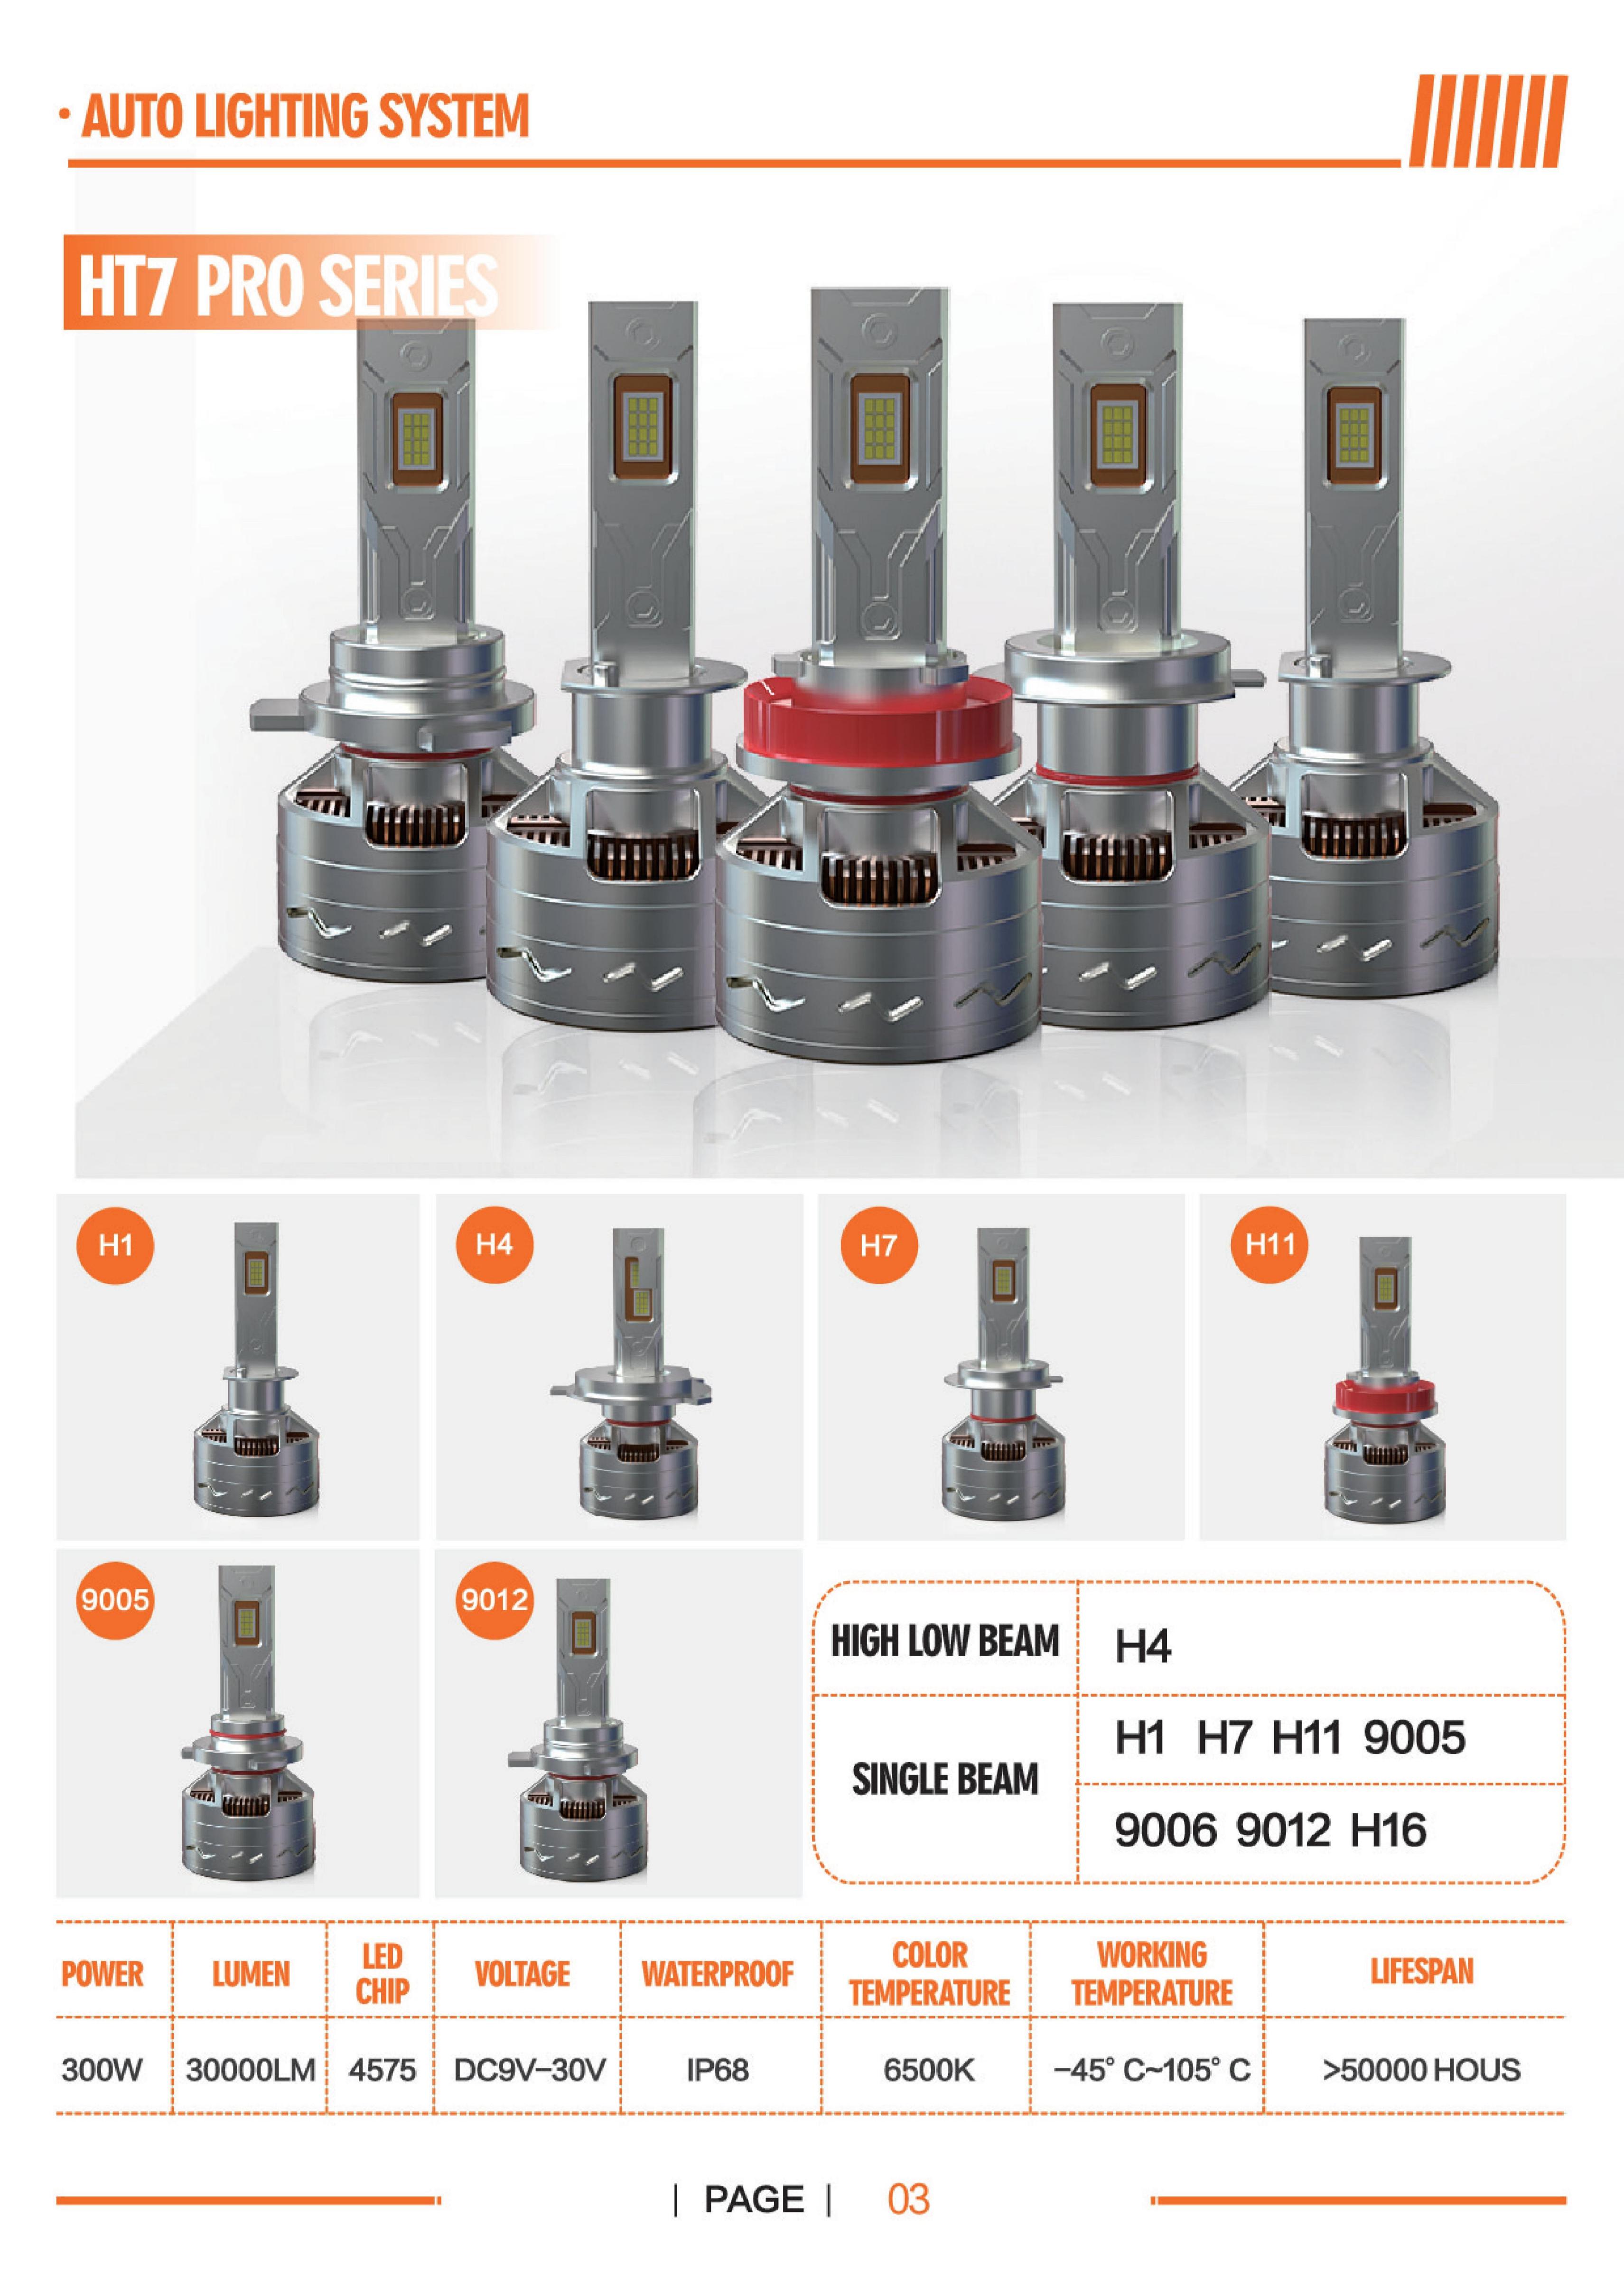 · AUTO LIGHTING SYSTEM
HT7 PRO SERIES
H1
H4
H7
H11
9005
9012
HIGH LOW BEAM H4
SINGLE BEAM
H1 H7 H11 9005
9006 9012 H16
POWER LUMEN LED CHIP VOLTAGE WATERPROOF COLOR TEMPERATURE WORKING TEMPERATURE LIFESPAN
300W 30000LM 4575 DC9V-30V IP68 6500K -45° C~105° C >50000 HOUS
| PAGE | 03